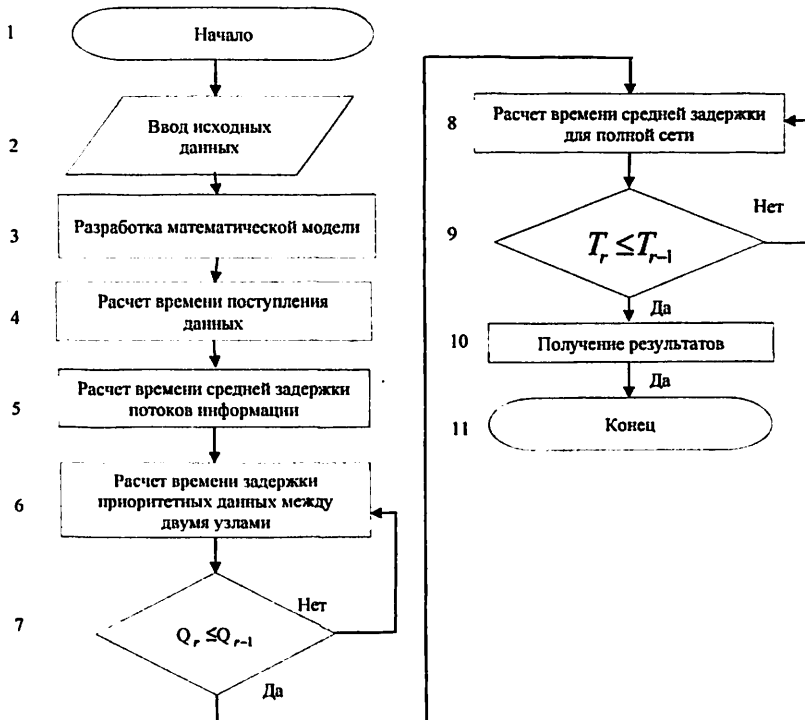 1
Начало
2
Ввод исходных
данных
3
Разработка математической модели
4
Расчет времени поступления
данных
5
Расчет времени средней задержки
потоков информации
6
Расчет времени задержки
приоритетных данных между
двумя узлами
7
Нет
Q_r ≤Q_{r-1}
Да
8
Расчет времени средней задержки
для полной сети
Нет
9
T_r ≤ T_{r-1}
Да
10
Получение результатов
Да
11
Конец